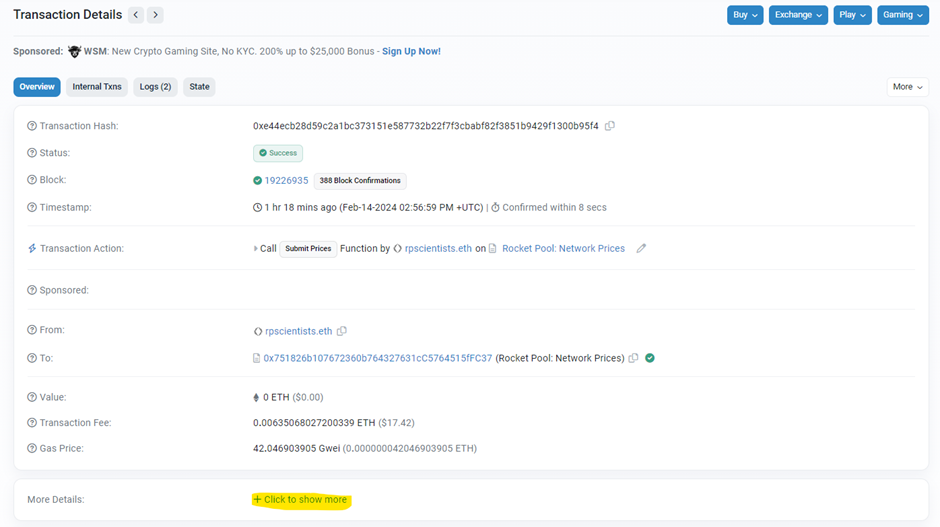 Transaction Details
Buy Exchange Play Gaming
Sponsored: WSM: New Crypto Gaming Site, No KYC. 200% up to $25,000 Bonus - Sign Up Now!
Overview Internal Txns Logs (2) State More
Transaction Hash: 0xe44ecb28d59c2a1bc373151e587732b22f7f3cbabf82f3851b9429f1300b95f4
Status: Success
Block: 19226935 388 Block Confirmations
Timestamp: 1 hr 18 mins ago (Feb-14-2024 02:56:59 PM +UTC) | Confirmed within 8 secs
Transaction Action: Call Submit Prices Function by rpscientists.eth on Rocket Pool: Network Prices
Sponsored:
From: rpscientists.eth
To: 0x751826b107672360b764327631cC5764515fFC37 (Rocket Pool: Network Prices)
Value: 0 ETH ($0.00)
Transaction Fee: 0.00635068027200339 ETH ($17.42)
Gas Price: 42.046903905 Gwei (0.000000042046903905 ETH)
More Details: + Click to show more